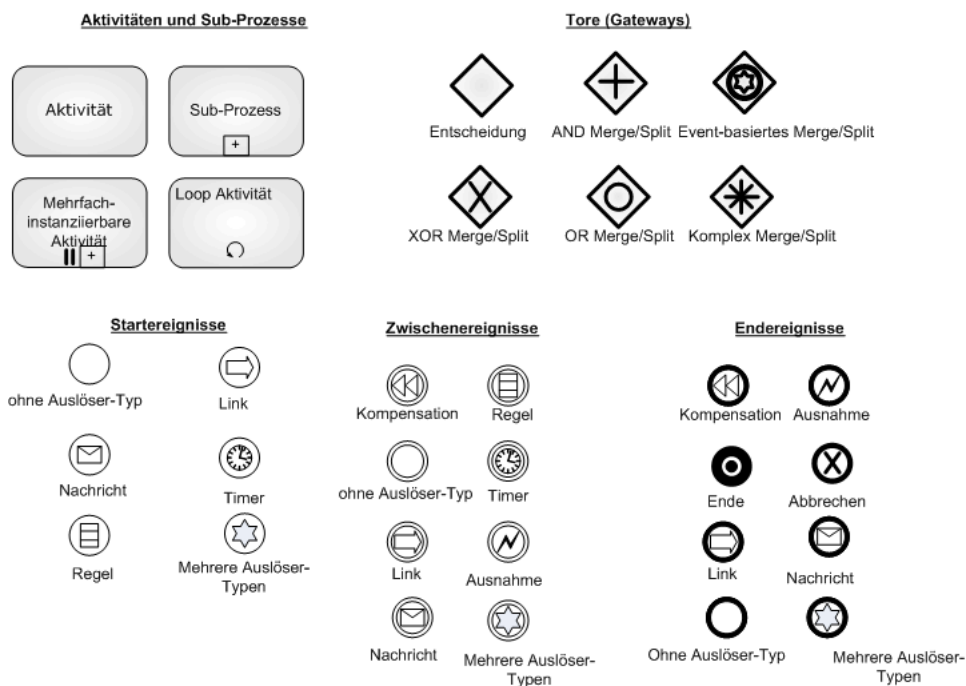 Aktivitäten und Sub-Prozesse
Tore (Gateways)
Aktivität
Sub-Prozess
+
Entscheidung
AND Merge/Split
Event-basiertes Merge/Split
Mehrfach-
instanziierbare
Aktivität
+
Loop Aktivität
XOR Merge/Split
OR Merge/Split
Komplex Merge/Split
Startereignisse
ohne Auslöser-Typ
Link
Nachricht
Timer
Regel
Mehrere Auslöser-
Typen
Zwischenereignisse
Kompensation
Regel
ohne Auslöser-Typ
Timer
Link
Ausnahme
Nachricht
Mehrere Auslöser-
Typen
Endereignisse
Kompensation
Ausnahme
Ende
Abbrechen
Link
Nachricht
Ohne Auslöser-Typ
Mehrere Auslöser-
Typen